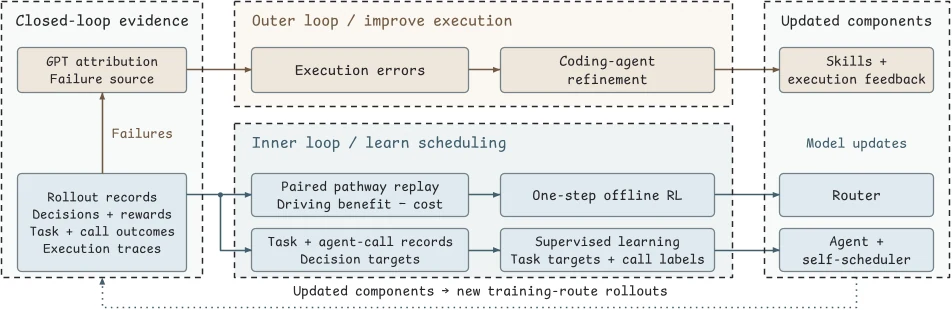 Closed-loop evidence
GPT attribution
Failure source
Failures
Rollout records
Decisions + rewards
Task + call outcomes
Execution traces
Outer loop / improve execution
Execution errors
Coding-agent
refinement
Inner loop / learn scheduling
Paired pathway replay
Driving benefit − cost
One-step offline RL
Task + agent-call records
Decision targets
Supervised learning
Task targets + call labels
Updated components
Skills +
execution feedback
Model updates
Router
Agent +
self-scheduler
Updated components → new training-route rollouts